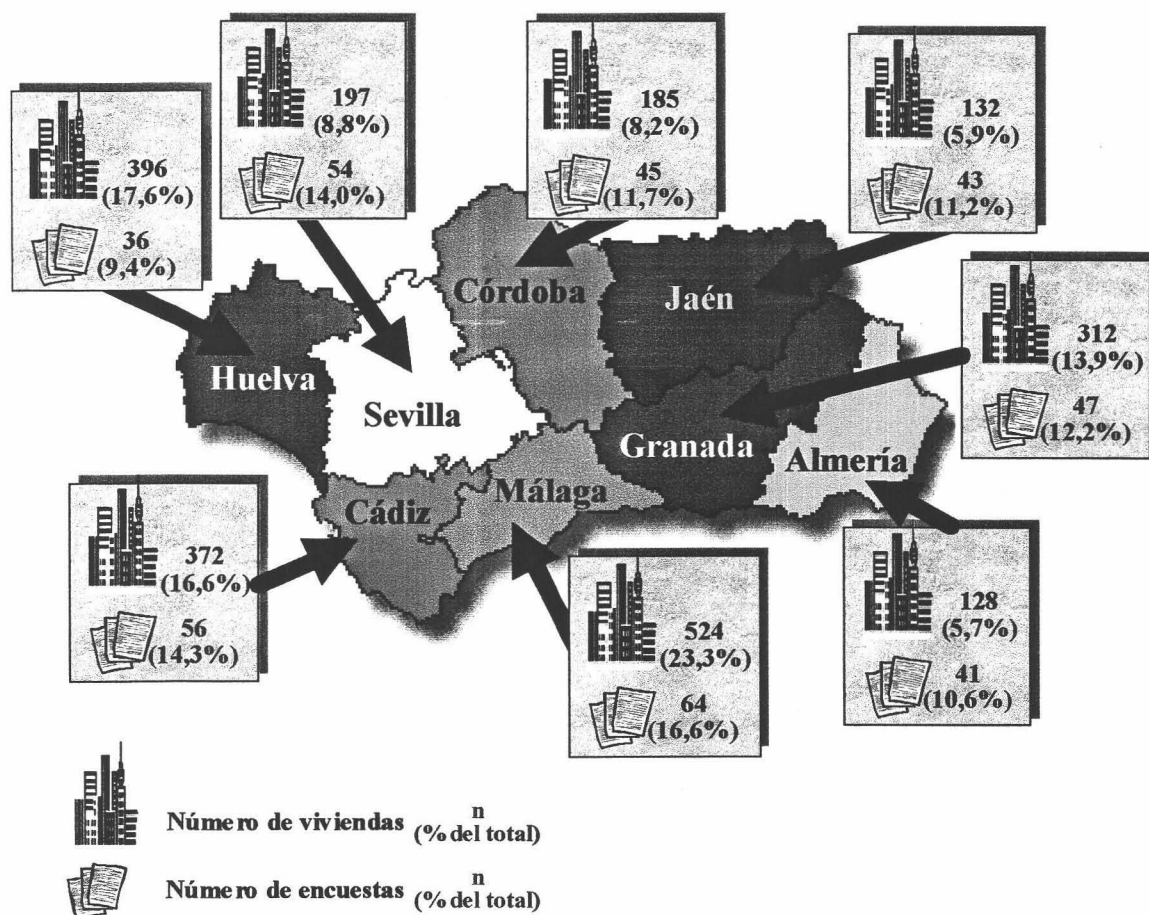 197
(8,8%)
54
(14,0%)
185
(8,2%)
45
(11,7%)
132
(5,9%)
43
(11,2%)
396
(17,6%)
36
(9,4%)
312
(13,9%)
47
(12,2%)
Córdoba
Jaén
Huelva
Sevilla
Granada
Almería
Cádiz
Málaga
372
(16,6%)
56
(14,3%)
524
(23,3%)
64
(16,6%)
128
(5,7%)
41
(10,6%)
Número de viviendas n
(% del total)
Número de encuestas n
(% del total)